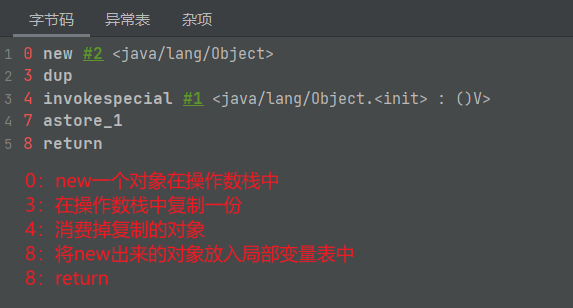 字节码 异常表 杂项
1 0 new #2 <java/lang/Object>
2 3 dup
3 4 invokespecial #1 <java/lang/Object.<init> : ()V>
4 7 astore_1
5 8 return
0：new一个对象在操作数栈中
3：在操作数栈中复制一份
4：消费掉复制的对象
8：将new出来的对象放入局部变量表中
8：return